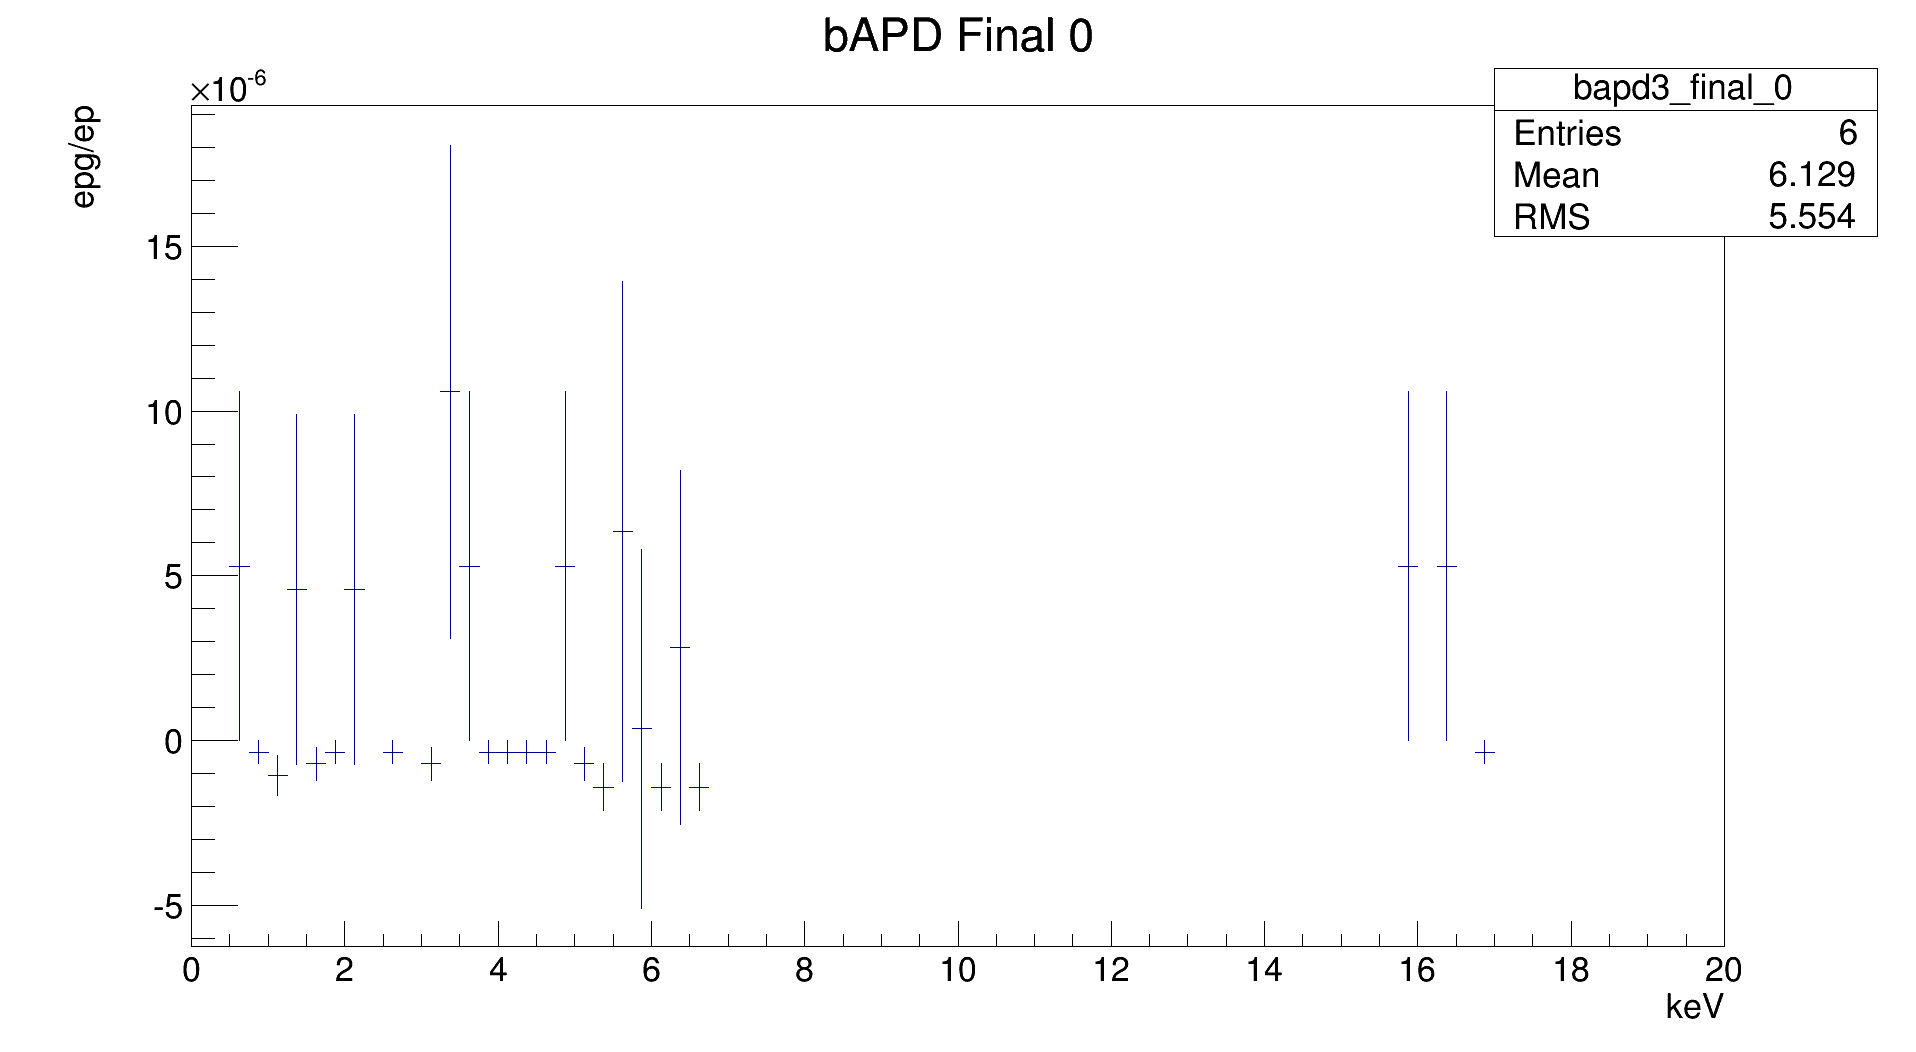 bAPD Final 0
×10-6
epg/ep
bapd3_final_0
Entries 6
Mean 6.129
RMS 5.554
15
10
5
0
-5
0 2 4 6 8 10 12 14 16 18 20
keV